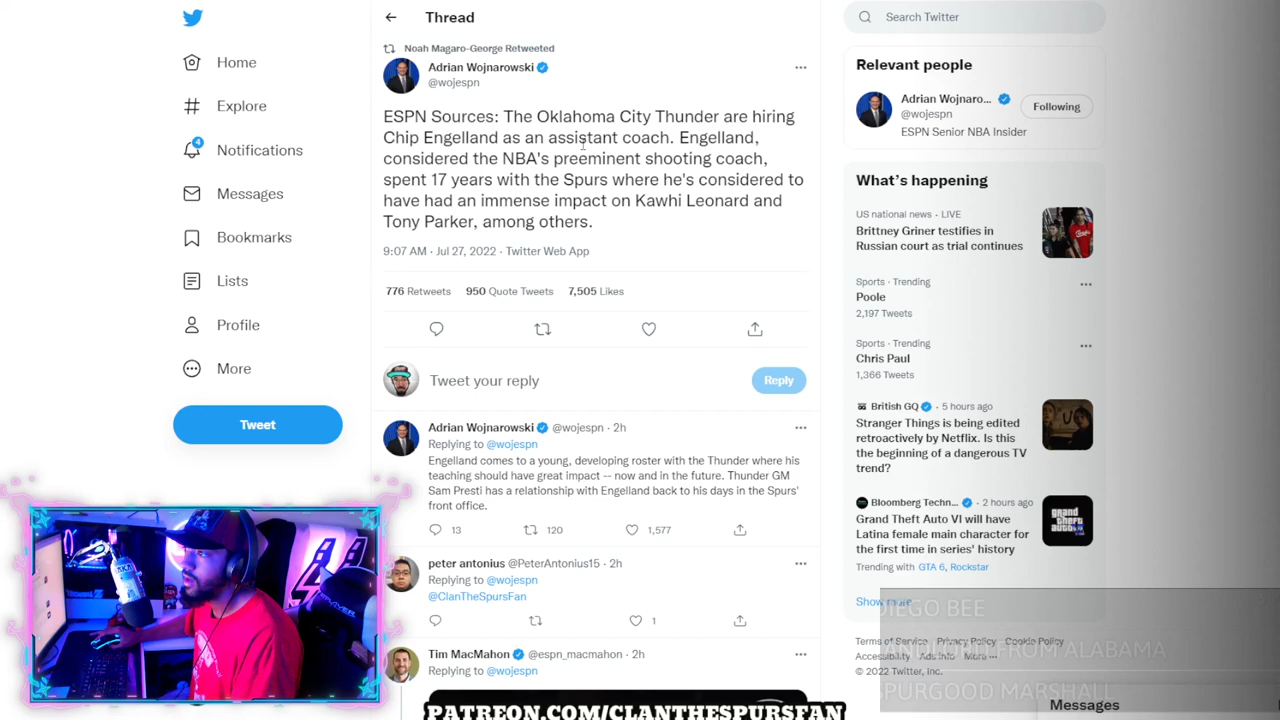 Home
Explore
4
Notifications
Messages
Bookmarks
Lists
Profile
More
Tweet
Thread
Noah Magaro-George Retweeted
Adrian Wojnarowski
@wojespn
ESPN Sources: The Oklahoma City Thunder are hiring
Chip Engelland as an assistant coach. Engelland,
considered the NBA's preeminent shooting coach,
spent 17 years with the Spurs where he's considered to
have had an immense impact on Kawhi Leonard and
Tony Parker, among others.
9:07 AM · Jul 27, 2022 · Twitter Web App
776 Retweets 950 Quote Tweets 7,505 Likes
Tweet your reply
Reply
Adrian Wojnarowski @wojespn · 2h
Replying to @wojespn
Engelland comes to a young, developing roster with the Thunder where his
teaching should have great impact -- now and in the future. Thunder GM
Sam Presti has a relationship with Engelland back to his days in the Spurs'
front office.
13 120 1,577
peter antonius @PeterAntonius15 · 2h
Replying to @wojespn
@ClanTheSpursFan
1
Tim MacMahon @espn_macmahon · 2h
Replying to @wojespn
PATREON.COM/CLANTHESPURSFAN
Search Twitter
Relevant people
Adrian Wojnaro...
@wojespn
Following
ESPN Senior NBA Insider
What's happening
US national news · LIVE
Brittney Griner testifies in
Russian court as trial continues
Sports · Trending
Poole
2,197 Tweets
Sports · Trending
Chris Paul
1,366 Tweets
British GQ · 5 hours ago
Stranger Things is being edited
retroactively by Netflix. Is this
the beginning of a dangerous TV
trend?
Bloomberg Techn... · 2 hours ago
Grand Theft Auto VI will have
Latina female main character for
the first time in series' history
Trending with GTA 6, Rockstar
Show more
DIEGO BEE
Terms of Service Privacy Policy Cookie Policy
FROM ALABAMA
Accessibility Ads info More ...
© 2022 Twitter, Inc.
SPURGOOD MARSHALL
Messages